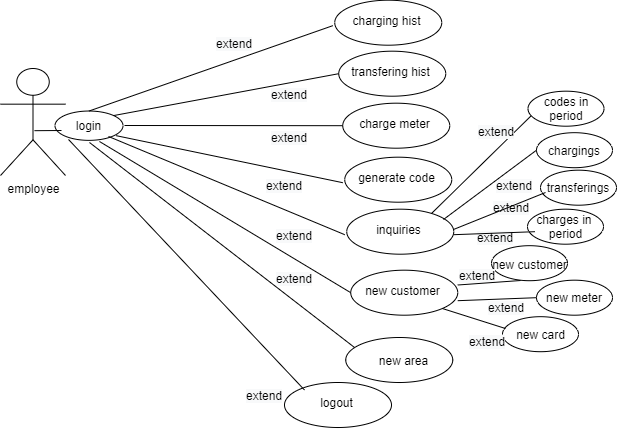 charging hist
extend
transfering hist
extend
codes in
period
login
charge meter
extend
extend
chargings
employee
generate code
extend
extend
transferings
extend
inquiries
charges in
period
extend
extend
new customer
extend
extend
new customer
new meter
extend
new card
extend
new area
extend
logout